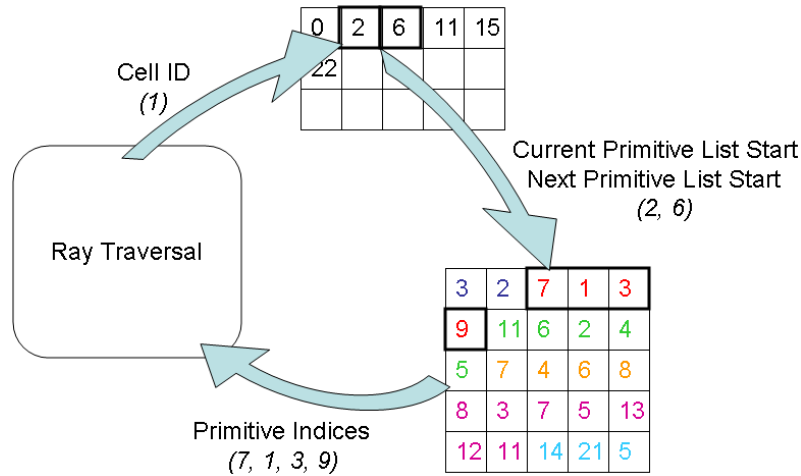 0 2 6 11 15
22
Cell ID
(1)
Current Primitive List Start
Next Primitive List Start
(2, 6)
Ray Traversal
3 2 7 1 3
9 11 6 2 4
5 7 4 6 8
8 3 7 5 13
12 11 14 21 5
Primitive Indices
(7, 1, 3, 9)